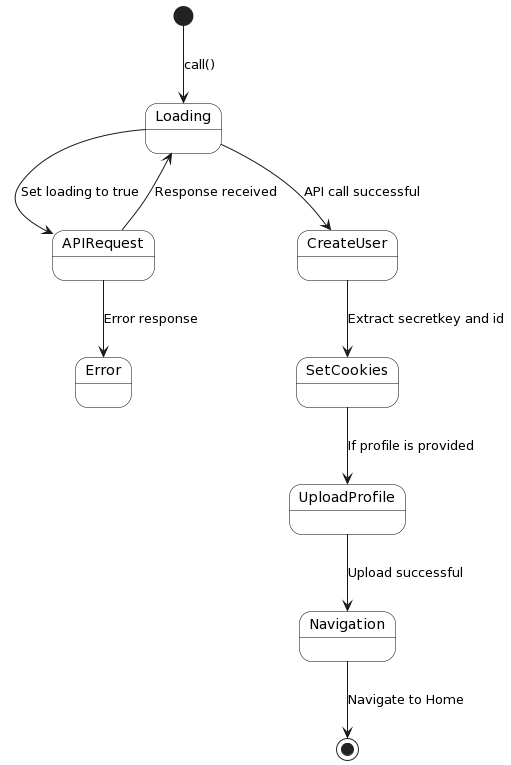 call()
Loading
Set loading to true
Response received
API call successful
APIRequest
CreateUser
Error response
Extract secretkey and id
Error
SetCookies
If profile is provided
UploadProfile
Upload successful
Navigation
Navigate to Home